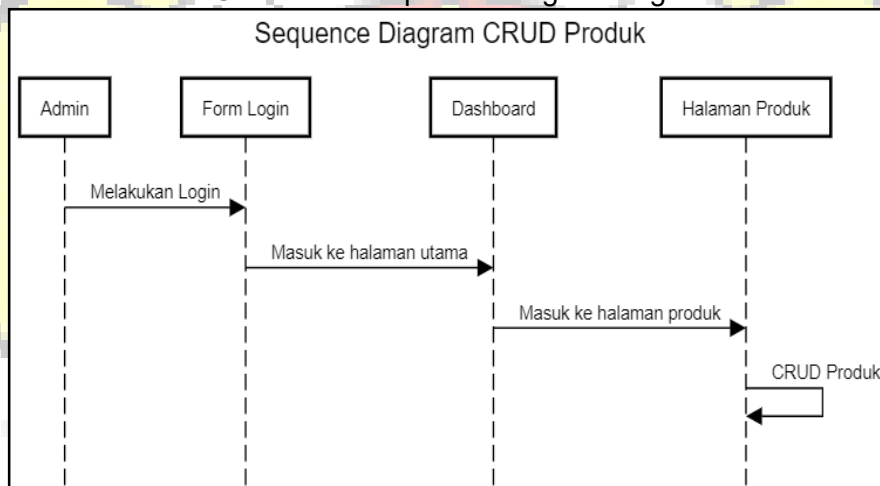 Sequence Diagram CRUD Produk
Admin
Form Login
Dashboard
Halaman Produk
Melakukan Login
Masuk ke halaman utama
Masuk ke halaman produk
CRUD Produk